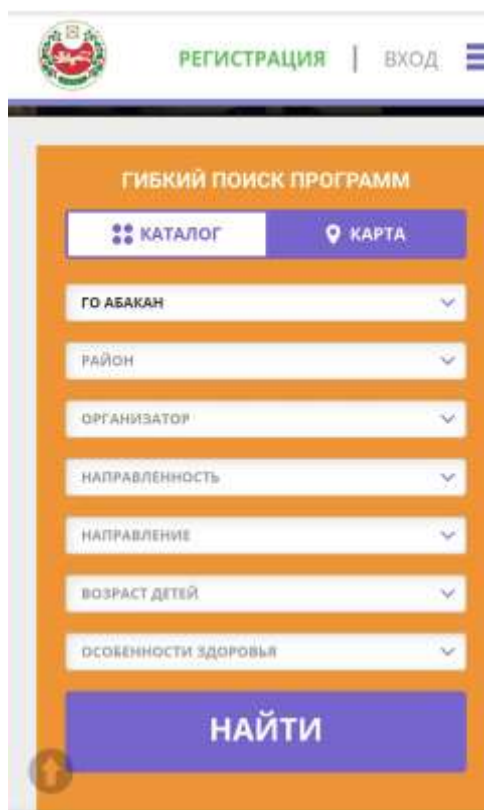 РЕГИСТРАЦИЯ | ВХОД
ГИБКИЙ ПОИСК ПРОГРАММ
КАТАЛОГ
КАРТА
ГО АБАКАН
РАЙОН
ОРГАНИЗАТОР
НАПРАВЛЕННОСТЬ
НАПРАВЛЕНИЕ
ВОЗРАСТ ДЕТЕЙ
ОСОБЕННОСТИ ЗДОРОВЬЯ
НАЙТИ